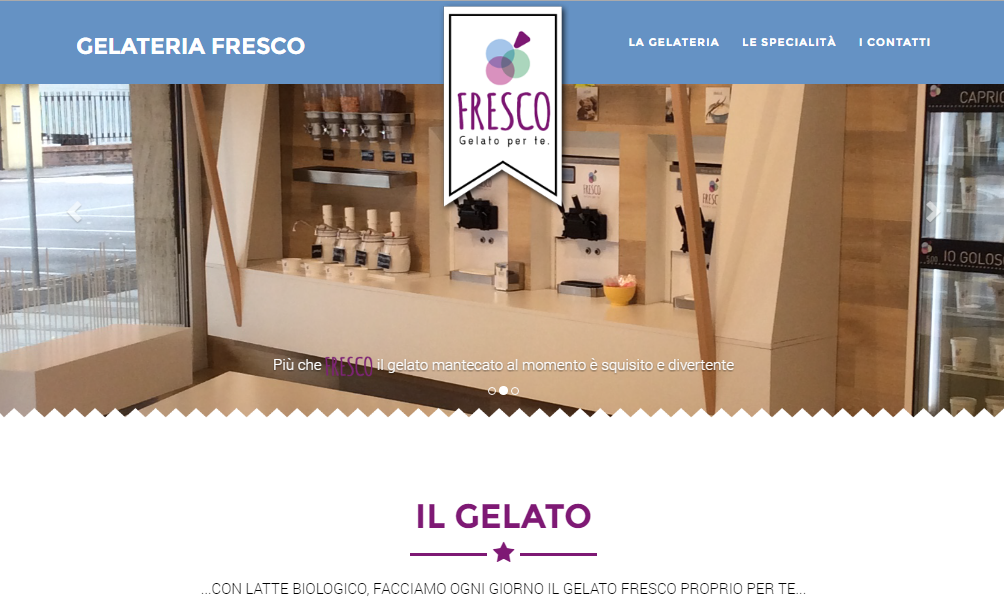 GELATERIA FRESCO
LA GELATERIA
LE SPECIALITÀ
I CONTATTI
FRESCO
Gelato per te.
CAPRIC
FRESCO
FRESC
IO GOLOS
Più che FRESCO il gelato mantecato al momento è squisito e divertente
IL GELATO
...CON LATTE BIOLOGICO, FACCIAMO OGNI GIORNO IL GELATO FRESCO PROPRIO PER TE...